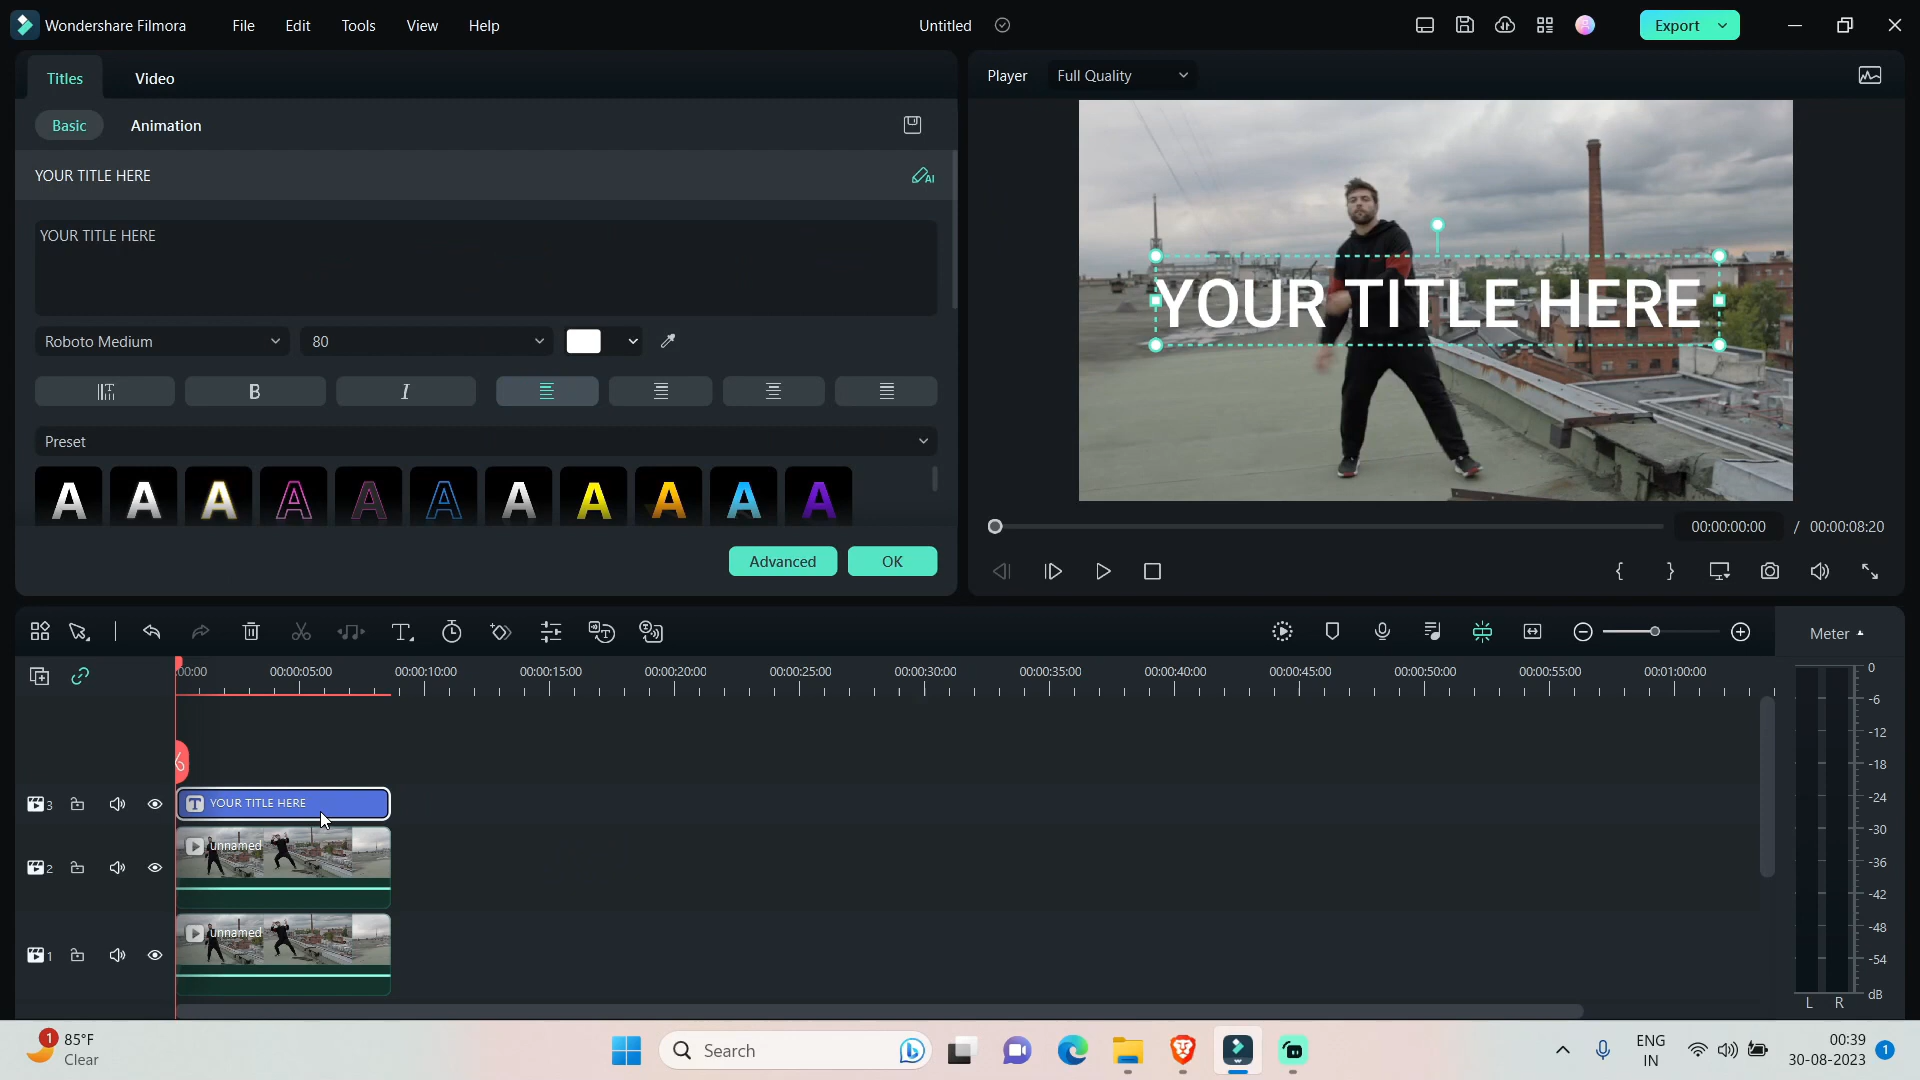 Wondershare Filmora
File
Edit
Tools
View
Help
Untitled
Export
Titles
Video
Player
Full Quality
Basic
Animation
YOUR TITLE HERE
AI
YOUR TITLE HERE
Roboto Medium
80
B
I
Preset
A A A A A A A A A A A
Advanced
OK
YOUR TITLE HERE
00:00:00:00 / 00:00:08:20
Meter
:00:00
00:00:05:00
00:00:10:00
00:00:15:00
00:00:20:00
00:00:25:00
00:00:30:00
00:00:35:00
00:00:40:00
00:00:45:00
00:00:50:00
00:00:55:00
00:01:00:00
3
T YOUR TITLE HERE
2
unnamed
1
unnamed
0
-6
-12
-18
-24
-30
-36
-42
-48
-54
dB
L R
1
85°F
Clear
Search
ENG
IN
00:39
30-08-2023
1